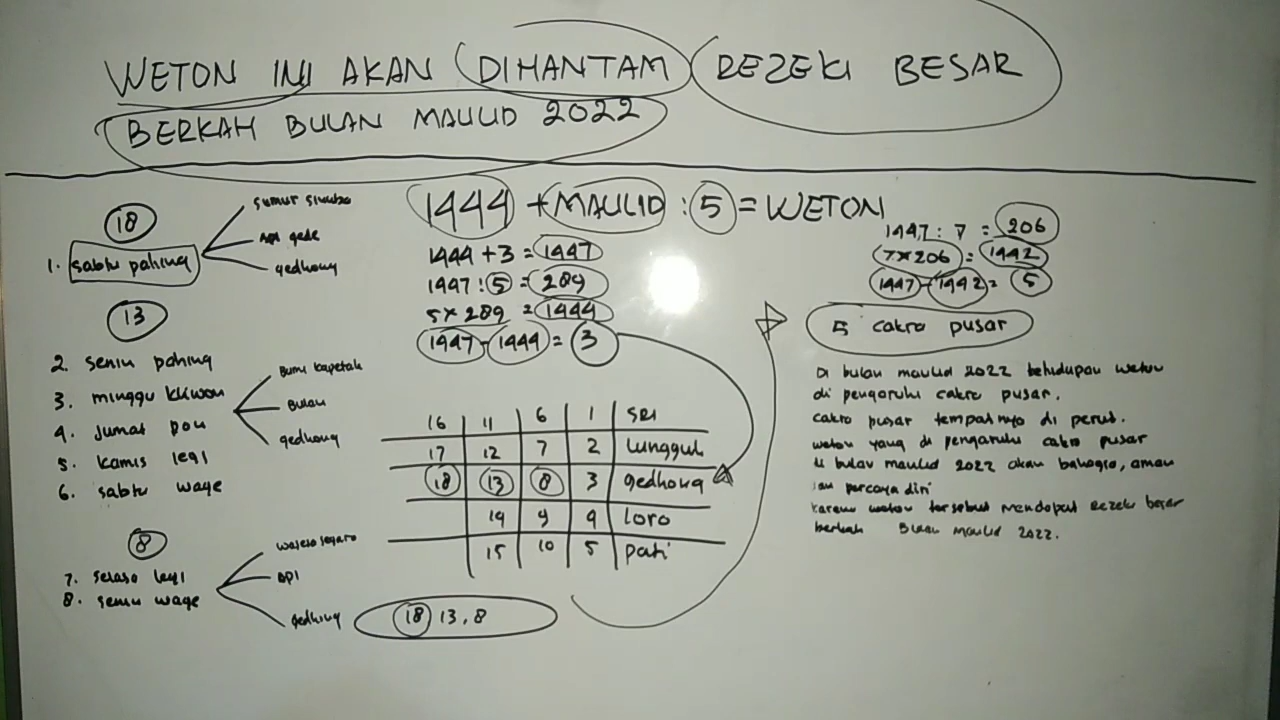 WETON INI AKAN DIHANTAM REZEKI BESAR
BERKAH BULAN MAULID 2022
18
1. sabtu pahing
sumur sinaba
api gede
gedhong
13
2. senin pahing
3. minggu kliwon
4. jumat pon
5. kamis legi
6. sabtu wage
Bumi kapetak
Bulan
gedhong
8
7. selasa legi
8. senin wage
waseso segoro
api
gedhong
18 13, 8
1444 + MAULID : 5 = WETON
1444 + 3 = 1447
1447 : 5 = 289
5 x 289 = 1444
1447 - 1444 = 3
16 11 6 1 SRI
17 12 7 2 lunggul
18 13 8 3 gedhong
14 9 4 loro
15 10 5 pati
1447 : 7 = 206
7 x 206 = 1442
1447 - 1442 = 5
5 cakro pusar
Di bulan maulid 2022 kehidupan weton
di pengaruhi cakro pusar.
cakro pusar tempatnya di perut.
weton yang di pengaruhi cakro pusar
di bulan maulid 2022 akan bahagia, aman
dan percaya diri
karena weton tersebut mendapat rezeki besar
berkah Bulan maulid 2022.